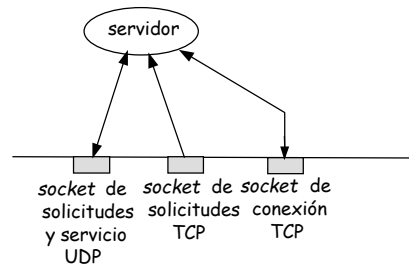 servidor
socket de
solicitudes
y servicio
UDP
socket de
solicitudes
TCP
socket de
conexión
TCP